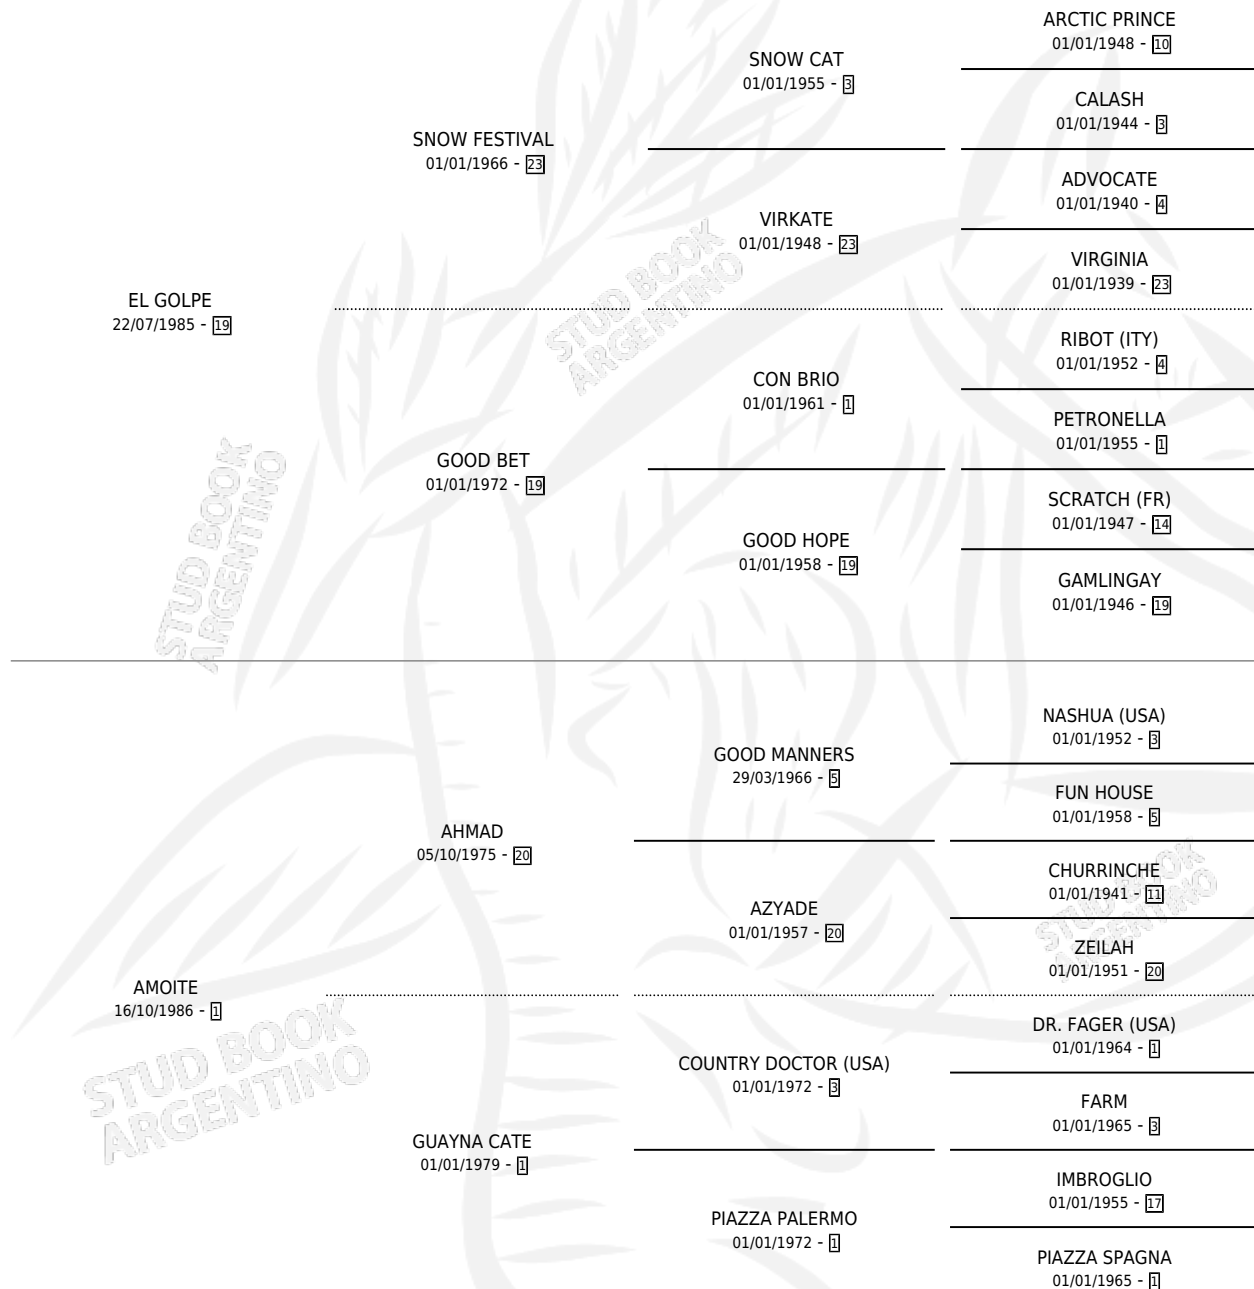 ARCTIC PRINCE
01/01/1948 - 10
SNOW CAT
01/01/1955 - 3
CALASH
01/01/1944 - 3
SNOW FESTIVAL
01/01/1966 - 23
ADVOCATE
01/01/1940 - 4
VIRKATE
01/01/1948 - 23
VIRGINIA
01/01/1939 - 23
EL GOLPE
22/07/1985 - 19
RIBOT (ITY)
01/01/1952 - 4
CON BRIO
01/01/1961 - 1
PETRONELLA
01/01/1955 - 1
GOOD BET
01/01/1972 - 19
SCRATCH (FR)
01/01/1947 - 14
GOOD HOPE
01/01/1958 - 19
GAMLINGAY
01/01/1946 - 19
NASHUA (USA)
01/01/1952 - 3
GOOD MANNERS
29/03/1966 - 5
FUN HOUSE
01/01/1958 - 5
AHMAD
05/10/1975 - 20
CHURRINCHE
01/01/1941 - 11
AZYADE
01/01/1957 - 20
ZEILAH
01/01/1951 - 20
AMOITE
16/10/1986 - 1
DR. FAGER (USA)
01/01/1964 - 1
COUNTRY DOCTOR (USA)
01/01/1972 - 3
FARM
01/01/1965 - 3
GUAYNA CATE
01/01/1979 - 1
IMBROGLIO
01/01/1955 - 17
PIAZZA PALERMO
01/01/1972 - 1
PIAZZA SPAGNA
01/01/1965 - 1
STUD BOOK
ARGENTINO
STUD BOOK
ARGENTINO
STUD BOOK
ARGENTINO
STUD BOOK
ARGENTINO